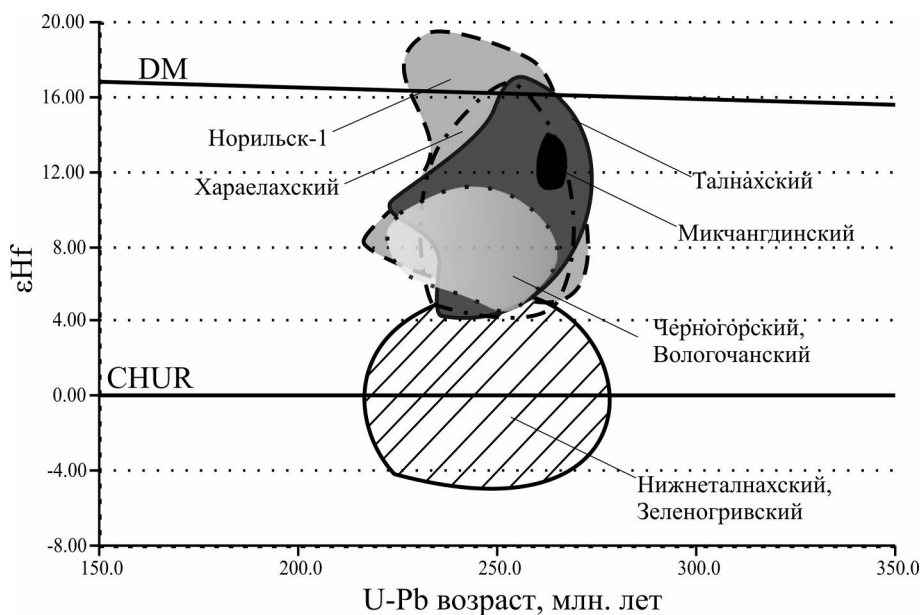 20.00
DM
16.00
Норильск-1
12.00
Хараелахский
Талнахский
Микчангдинский
8.00
εHf
4.00
Черногорский,
Вологочанский
CHUR
0.00
-4.00
Нижнеталнахский,
Зеленогривский
-8.00
150.0 200.0 250.0 300.0 350.0
U-Pb возраст, млн. лет